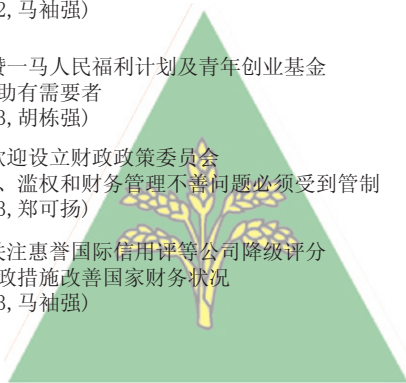 2,马袖强)
赞一马人民福利计划及青年创业基金
助有需要者
3,胡栋强)
欢迎设立财政政策委员会
、滥权和财务管理不善问题必须受到管制
3,郑可扬)
关注惠誉国际信用评等公司降级评分
政措施改善国家财务状况
3,马袖强)